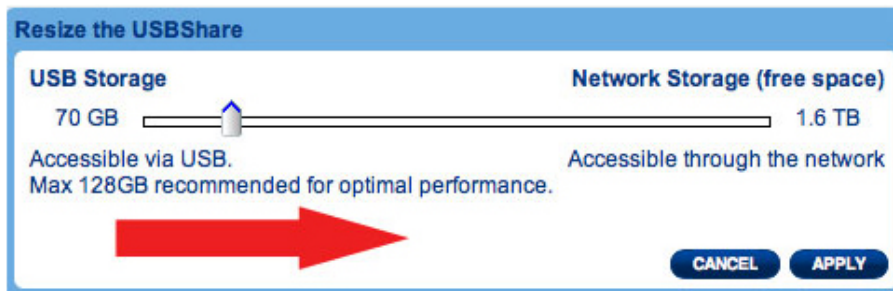 Resize the USBShare
USB Storage
Network Storage (free space)
70 GB
1.6 TB
Accessible via USB.
Accessible through the network
Max 128GB recommended for optimal performance.
CANCEL
APPLY